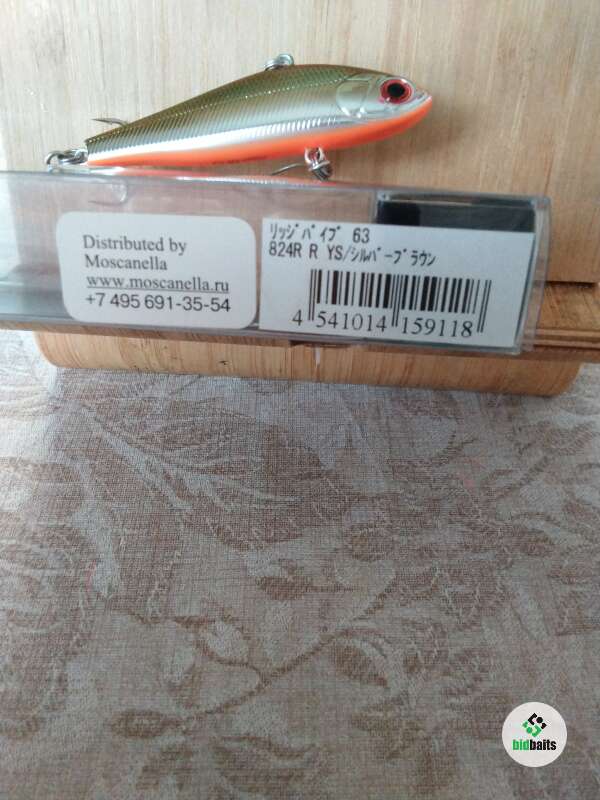 Distributed by
Moscanella
www.moscanella.ru
+7 495 691-35-54
ﾘｯｼﾞﾊﾞｲﾌﾞ 63
824R R YS/ｼﾙﾊﾞｰﾌﾞﾗｳﾝ
4 541014 159118
bidbaits